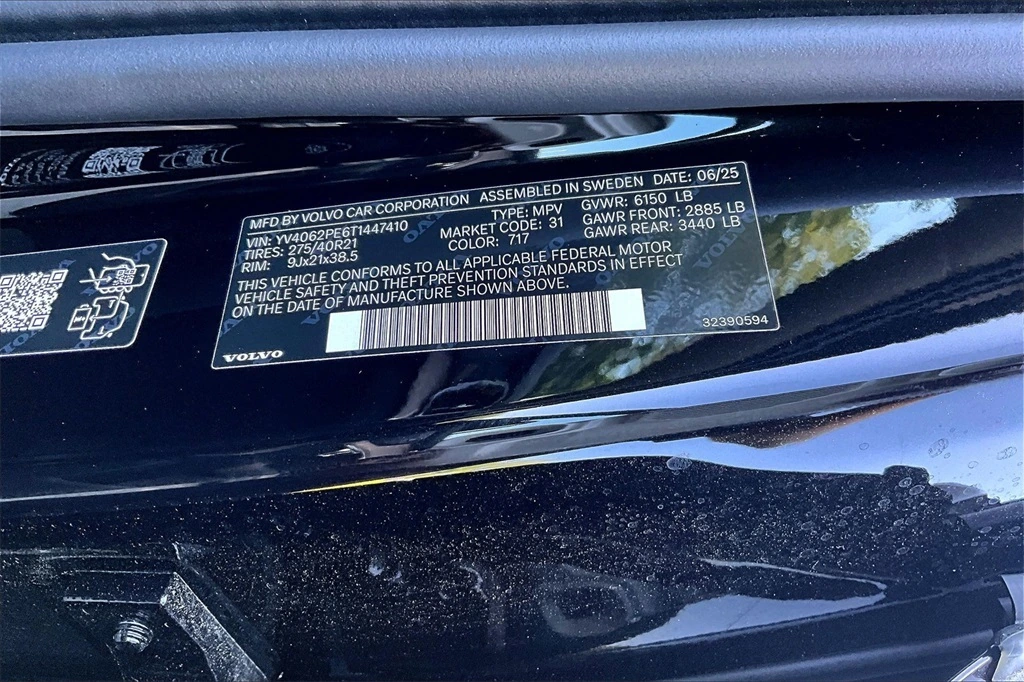 MFD BY VOLVO CAR CORPORATION ASSEMBLED IN SWEDEN DATE: 06/25
VIN: YV4062PE6T1447410 TYPE: MPV GVWR: 6150 LB
TIRES: 275/40R21 MARKET CODE: 31 GAWR FRONT: 2885 LB
RIM: 9Jx21x38.5 COLOR: 717 GAWR REAR: 3440 LB
THIS VEHICLE CONFORMS TO ALL APPLICABLE FEDERAL MOTOR
VEHICLE SAFETY AND THEFT PREVENTION STANDARDS IN EFFECT
ON THE DATE OF MANUFACTURE SHOWN ABOVE.
VOLVO 32390594